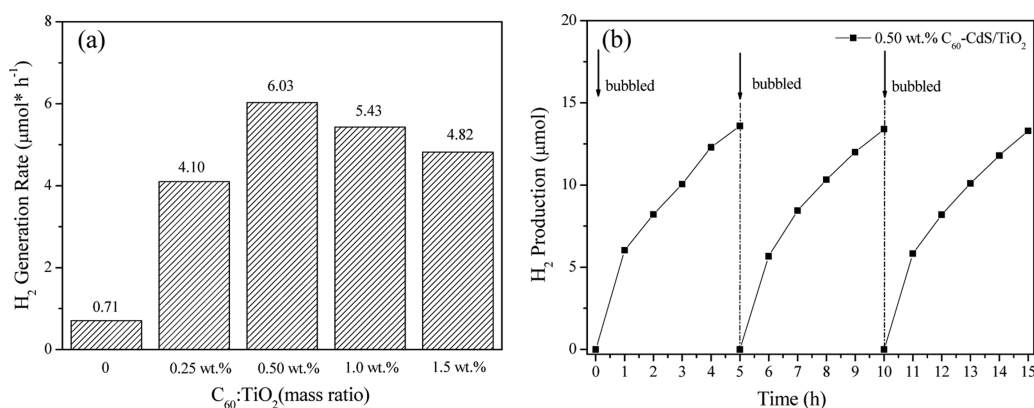 (a)
H₂ Generation Rate (μmol* h⁻¹)
8
6
4
2
0
0.71
4.10
6.03
5.43
4.82
0 0.25 wt.% 0.50 wt.% 1.0 wt.% 1.5 wt.%
C₆₀:TiO₂(mass ratio)
(b)
0.50 wt.% C₆₀-CdS/TiO₂
bubbled bubbled bubbled
H₂ Production (μmol)
20
15
10
5
0
0 1 2 3 4 5 6 7 8 9 10 11 12 13 14 15
Time (h)